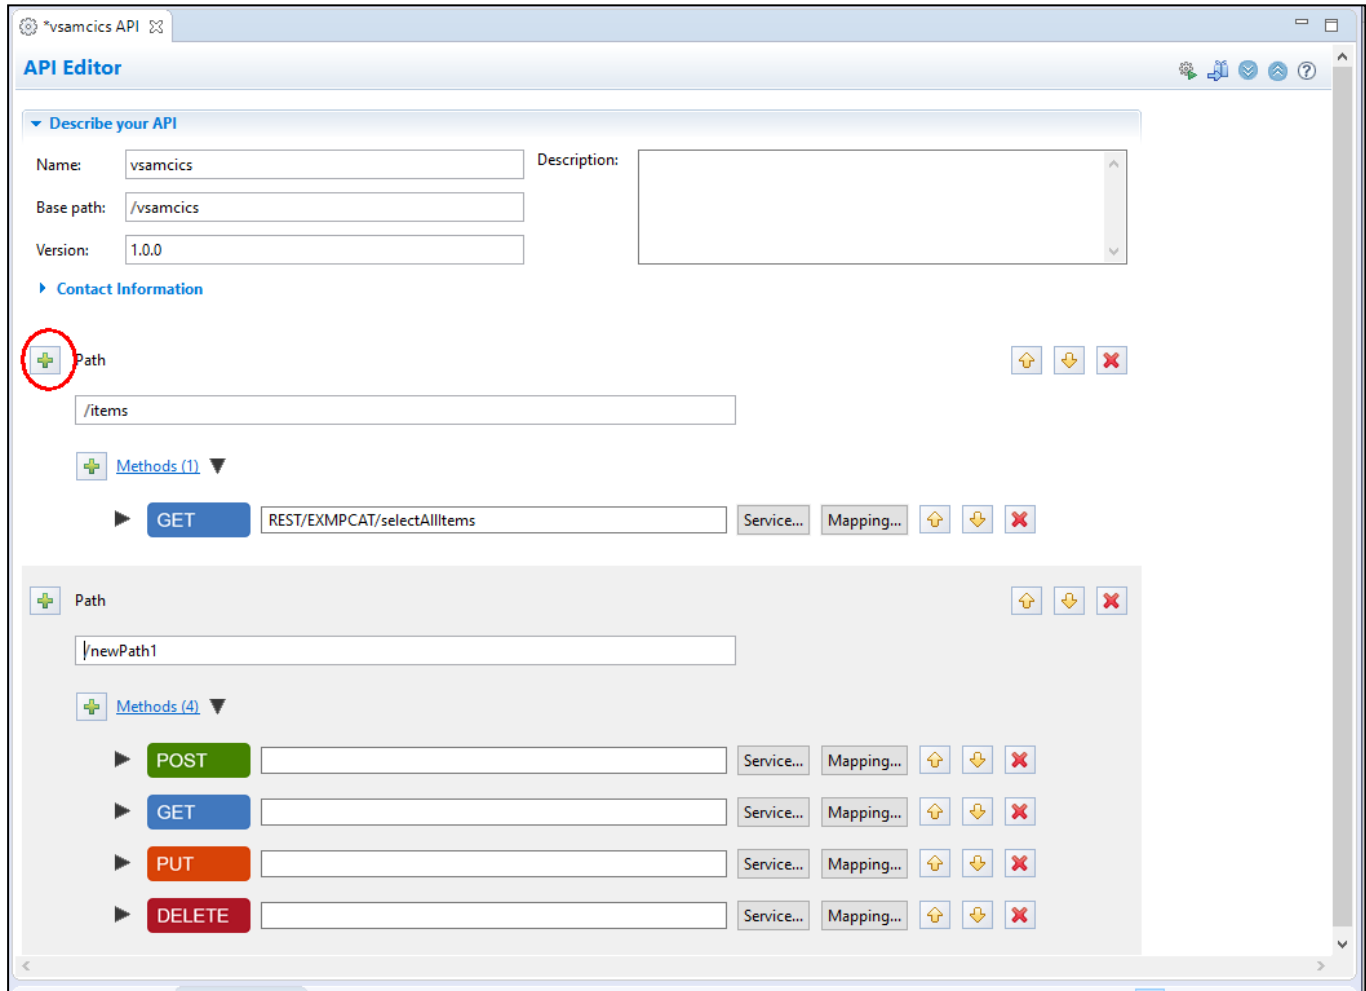 *vsamcics API
API Editor
Describe your API
Name: vsamcics Description:
Base path: /vsamcics
Version: 1.0.0
Contact Information
Path
/items
Methods (1)
GET REST/EXMPCAT/selectAllItems Service... Mapping...
Path
/newPath1
Methods (4)
POST Service... Mapping...
GET Service... Mapping...
PUT Service... Mapping...
DELETE Service... Mapping...